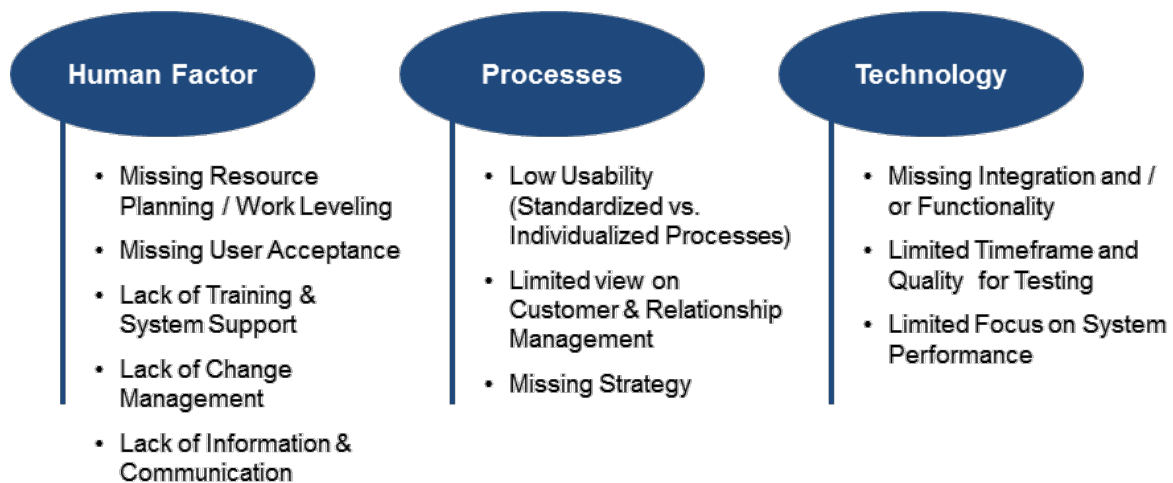 Human Factor
• Missing Resource
Planning / Work Leveling
• Missing User Acceptance
• Lack of Training &
System Support
• Lack of Change
Management
• Lack of Information &
Communication
Processes
• Low Usability
(Standardized vs.
Individualized Processes)
• Limited view on
Customer & Relationship
Management
• Missing Strategy
Technology
• Missing Integration and /
or Functionality
• Limited Timeframe and
Quality for Testing
• Limited Focus on System
Performance